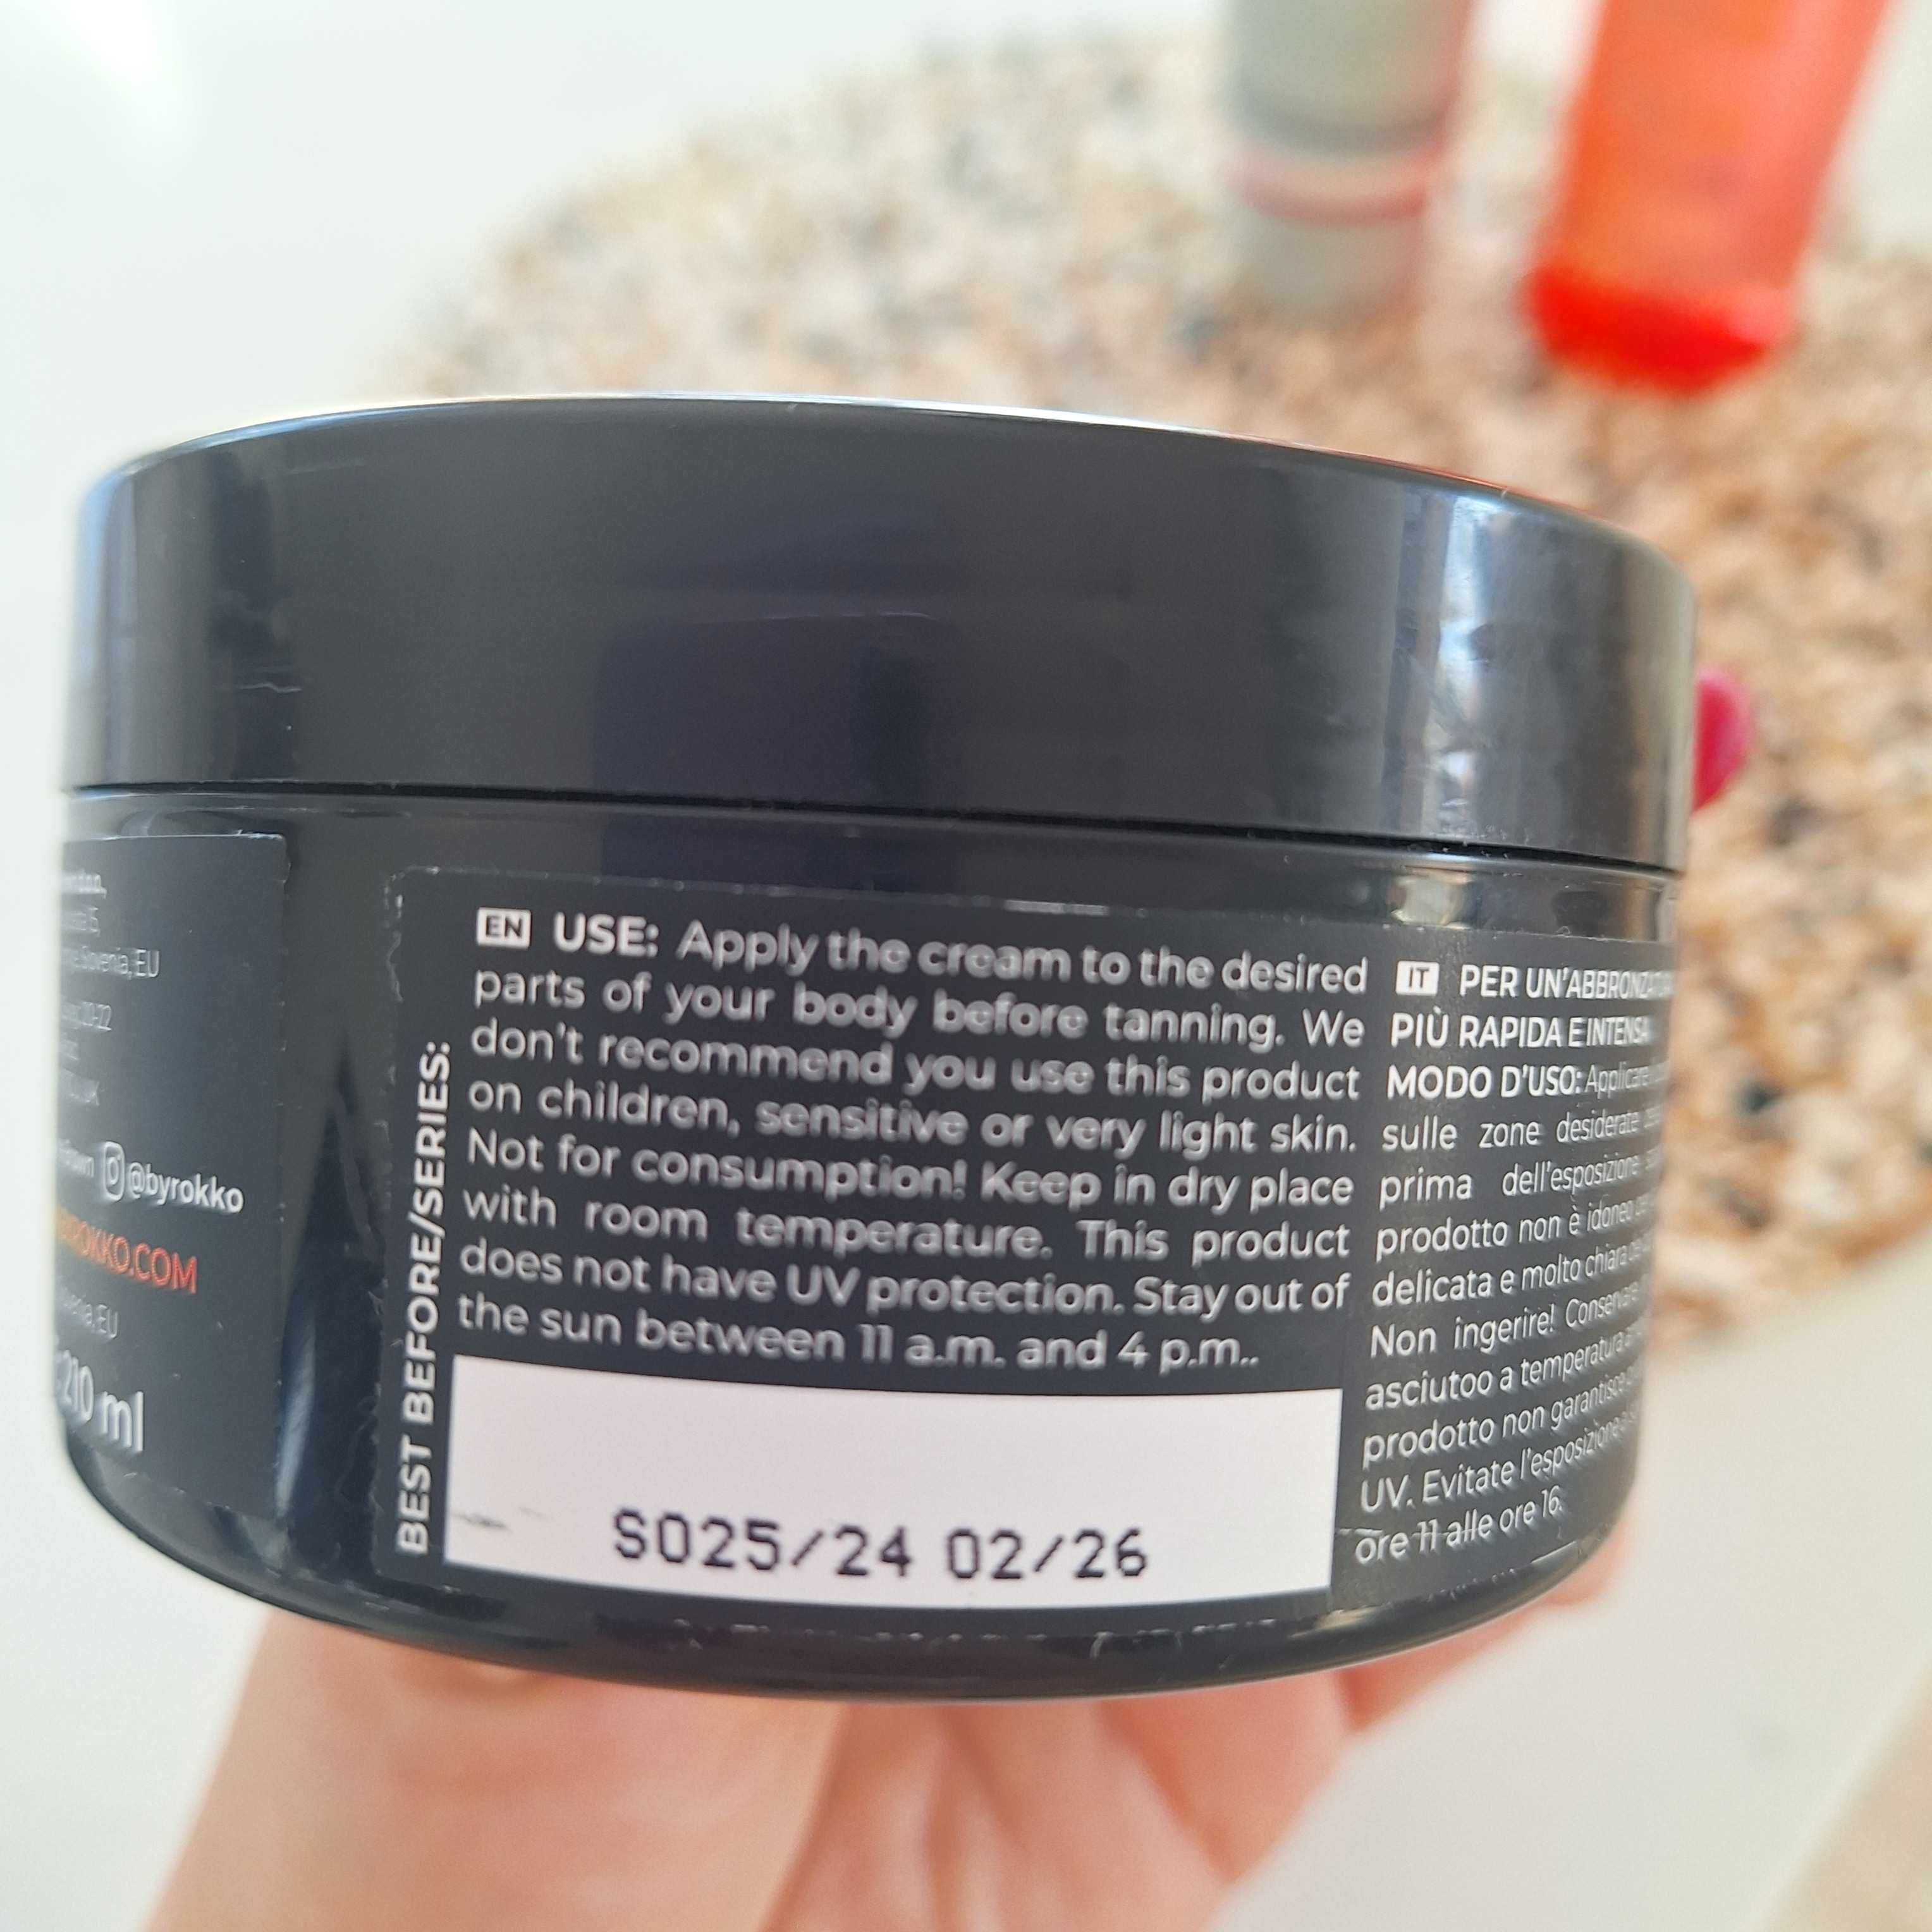 Slovenia, EU
@byrokko
BYROKKO.COM
210 ml
BEST BEFORE/SERIES:
EN USE: Apply the cream to the desired
parts of your body before tanning. We
don't recommend you use this product
on children, sensitive or very light skin.
Not for consumption! Keep in dry place
with room temperature. This product
does not have UV protection. Stay out of
the sun between 11 a.m. and 4 p.m..
S025/24 02/26
IT PER UN'ABBRONZATURA
PIÙ RAPIDA E INTENSA
MODO D'USO: Applicare
sulle zone desiderate
prima dell'esposizione
prodotto non è idoneo
delicata e molto chiara
Non ingerire! Conservare
asciutoo a temperatura
prodotto non garantisce
UV. Evitate l'esposizione
ore 11 alle ore 16.